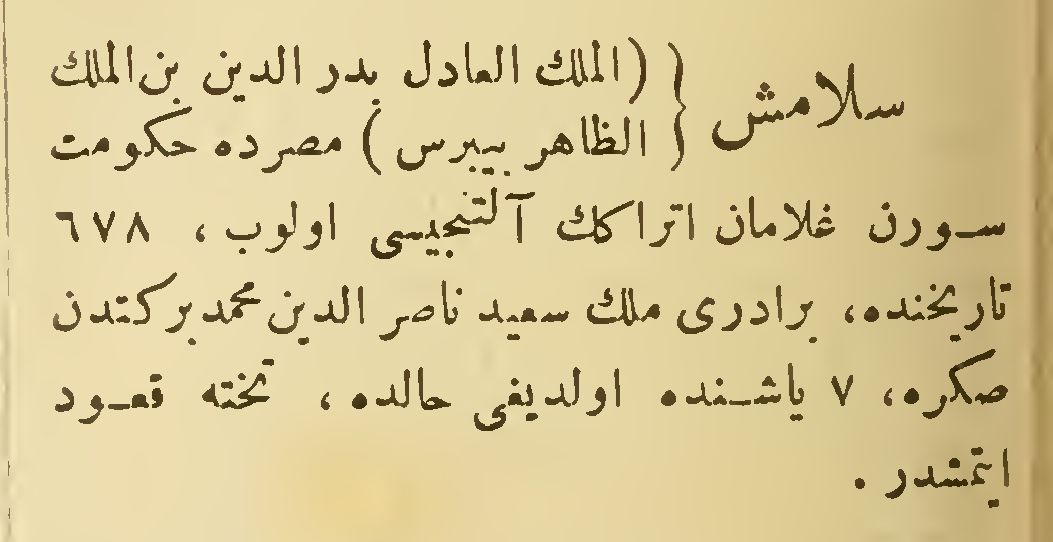 سلامش { (الملك العادل بدر الدين بن الملك
الظاهر بيبرس) مصرده حكومت
سورن غلامان اتراكك آلتنجيسى اولوب ، ٦٧٨
تاريخنده ، برادرى ملك سعيد ناصر الدين محمد بركتدن
صكره ، ٧ ياشنده اولديغى حالده ، تخته قعود
ايتمشدر .